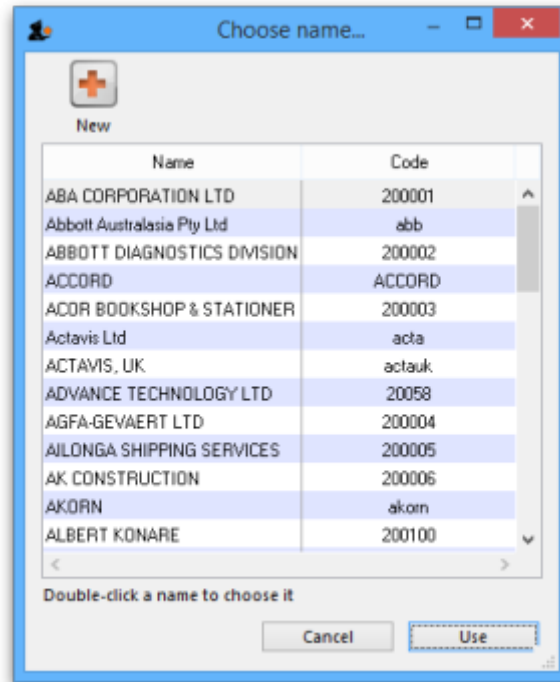 Choose name...
New
Name Code
ABA CORPORATION LTD 200001
Abbott Australasia Pty Ltd abb
ABBOTT DIAGNOSTICS DIVISION 200002
ACCORD ACCORD
ACOR BOOKSHOP & STATIONER 200003
Actavis Ltd acta
ACTAVIS, UK actauk
ADVANCE TECHNOLOGY LTD 20058
AGFA-GEVAERT LTD 200004
AILONGA SHIPPING SERVICES 200005
AK CONSTRUCTION 200006
AKORN akorn
ALBERT KONARE 200100
Double-click a name to choose it
Cancel Use